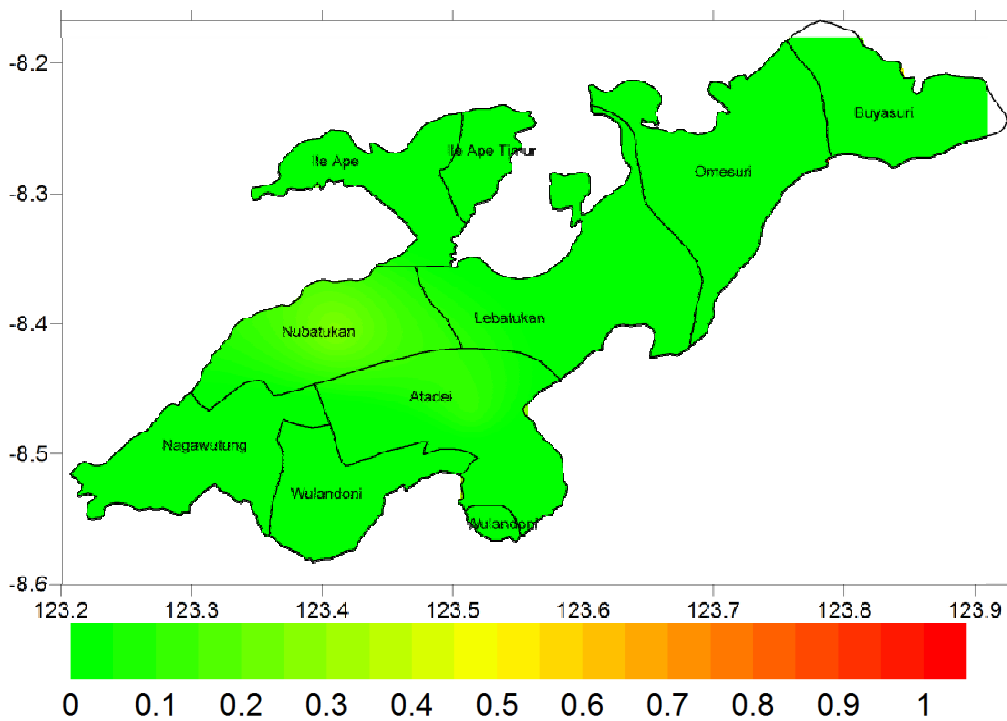 -8.2
Buyasuri
Ile Ape Timur
Ile Ape
Omesuri
-8.3
Lebatukan
-8.4
Nubatukan
Atadei
Nagawutung
-8.5
Wulandoni
Wulandoni
-8.6
123.2 123.3 123.4 123.5 123.6 123.7 123.8 123.9
0 0.1 0.2 0.3 0.4 0.5 0.6 0.7 0.8 0.9 1